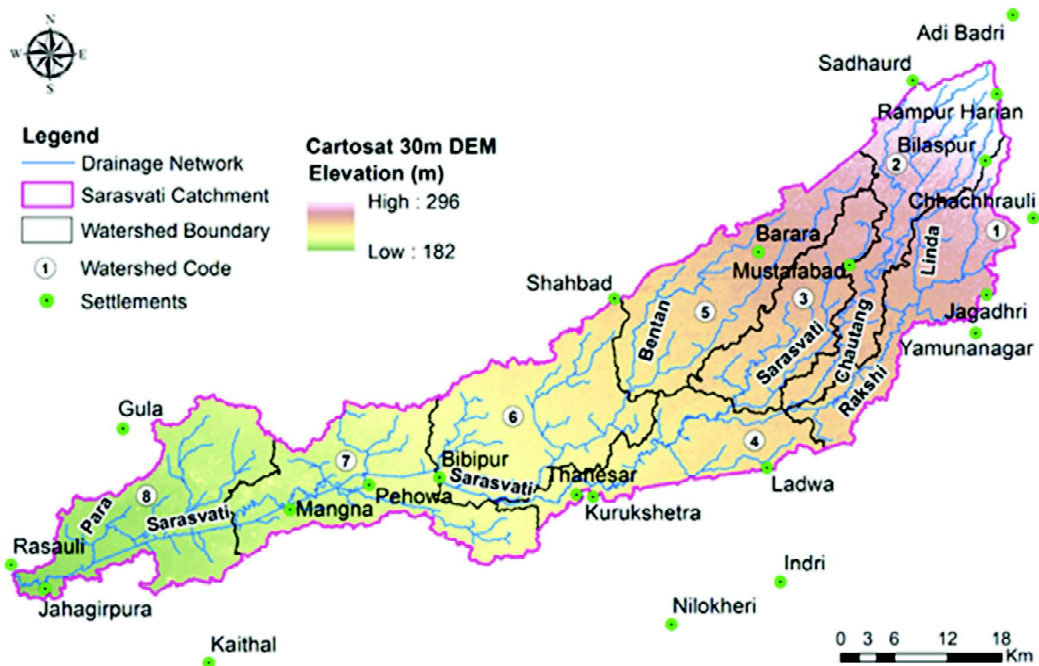 N
W
E
S
Legend
Drainage Network
Sarasvati Catchment
Watershed Boundary
1
Watershed Code
Settlements
Cartosat 30m DEM
Elevation (m)
High : 296
Low : 182
Adi Badri
Sadhaurd
Rampur Harian
2
Bilaspur
Chhachhrauli
1
Linda
Barara
Mustafabad
3
Shahbad
Jagadhri
5
Bentan
Sarasvati
Chautang
Yamunanagar
Rakshi
Gula
6
4
7
Bibipur
Thanesar
Ladwa
Sarasvati
Pehowa
Kurukshetra
8
Para
Sarasvati
Mangna
Rasauli
Jahagirpura
Indri
Nilokheri
Kaithal
0 3 6 12 18
Km